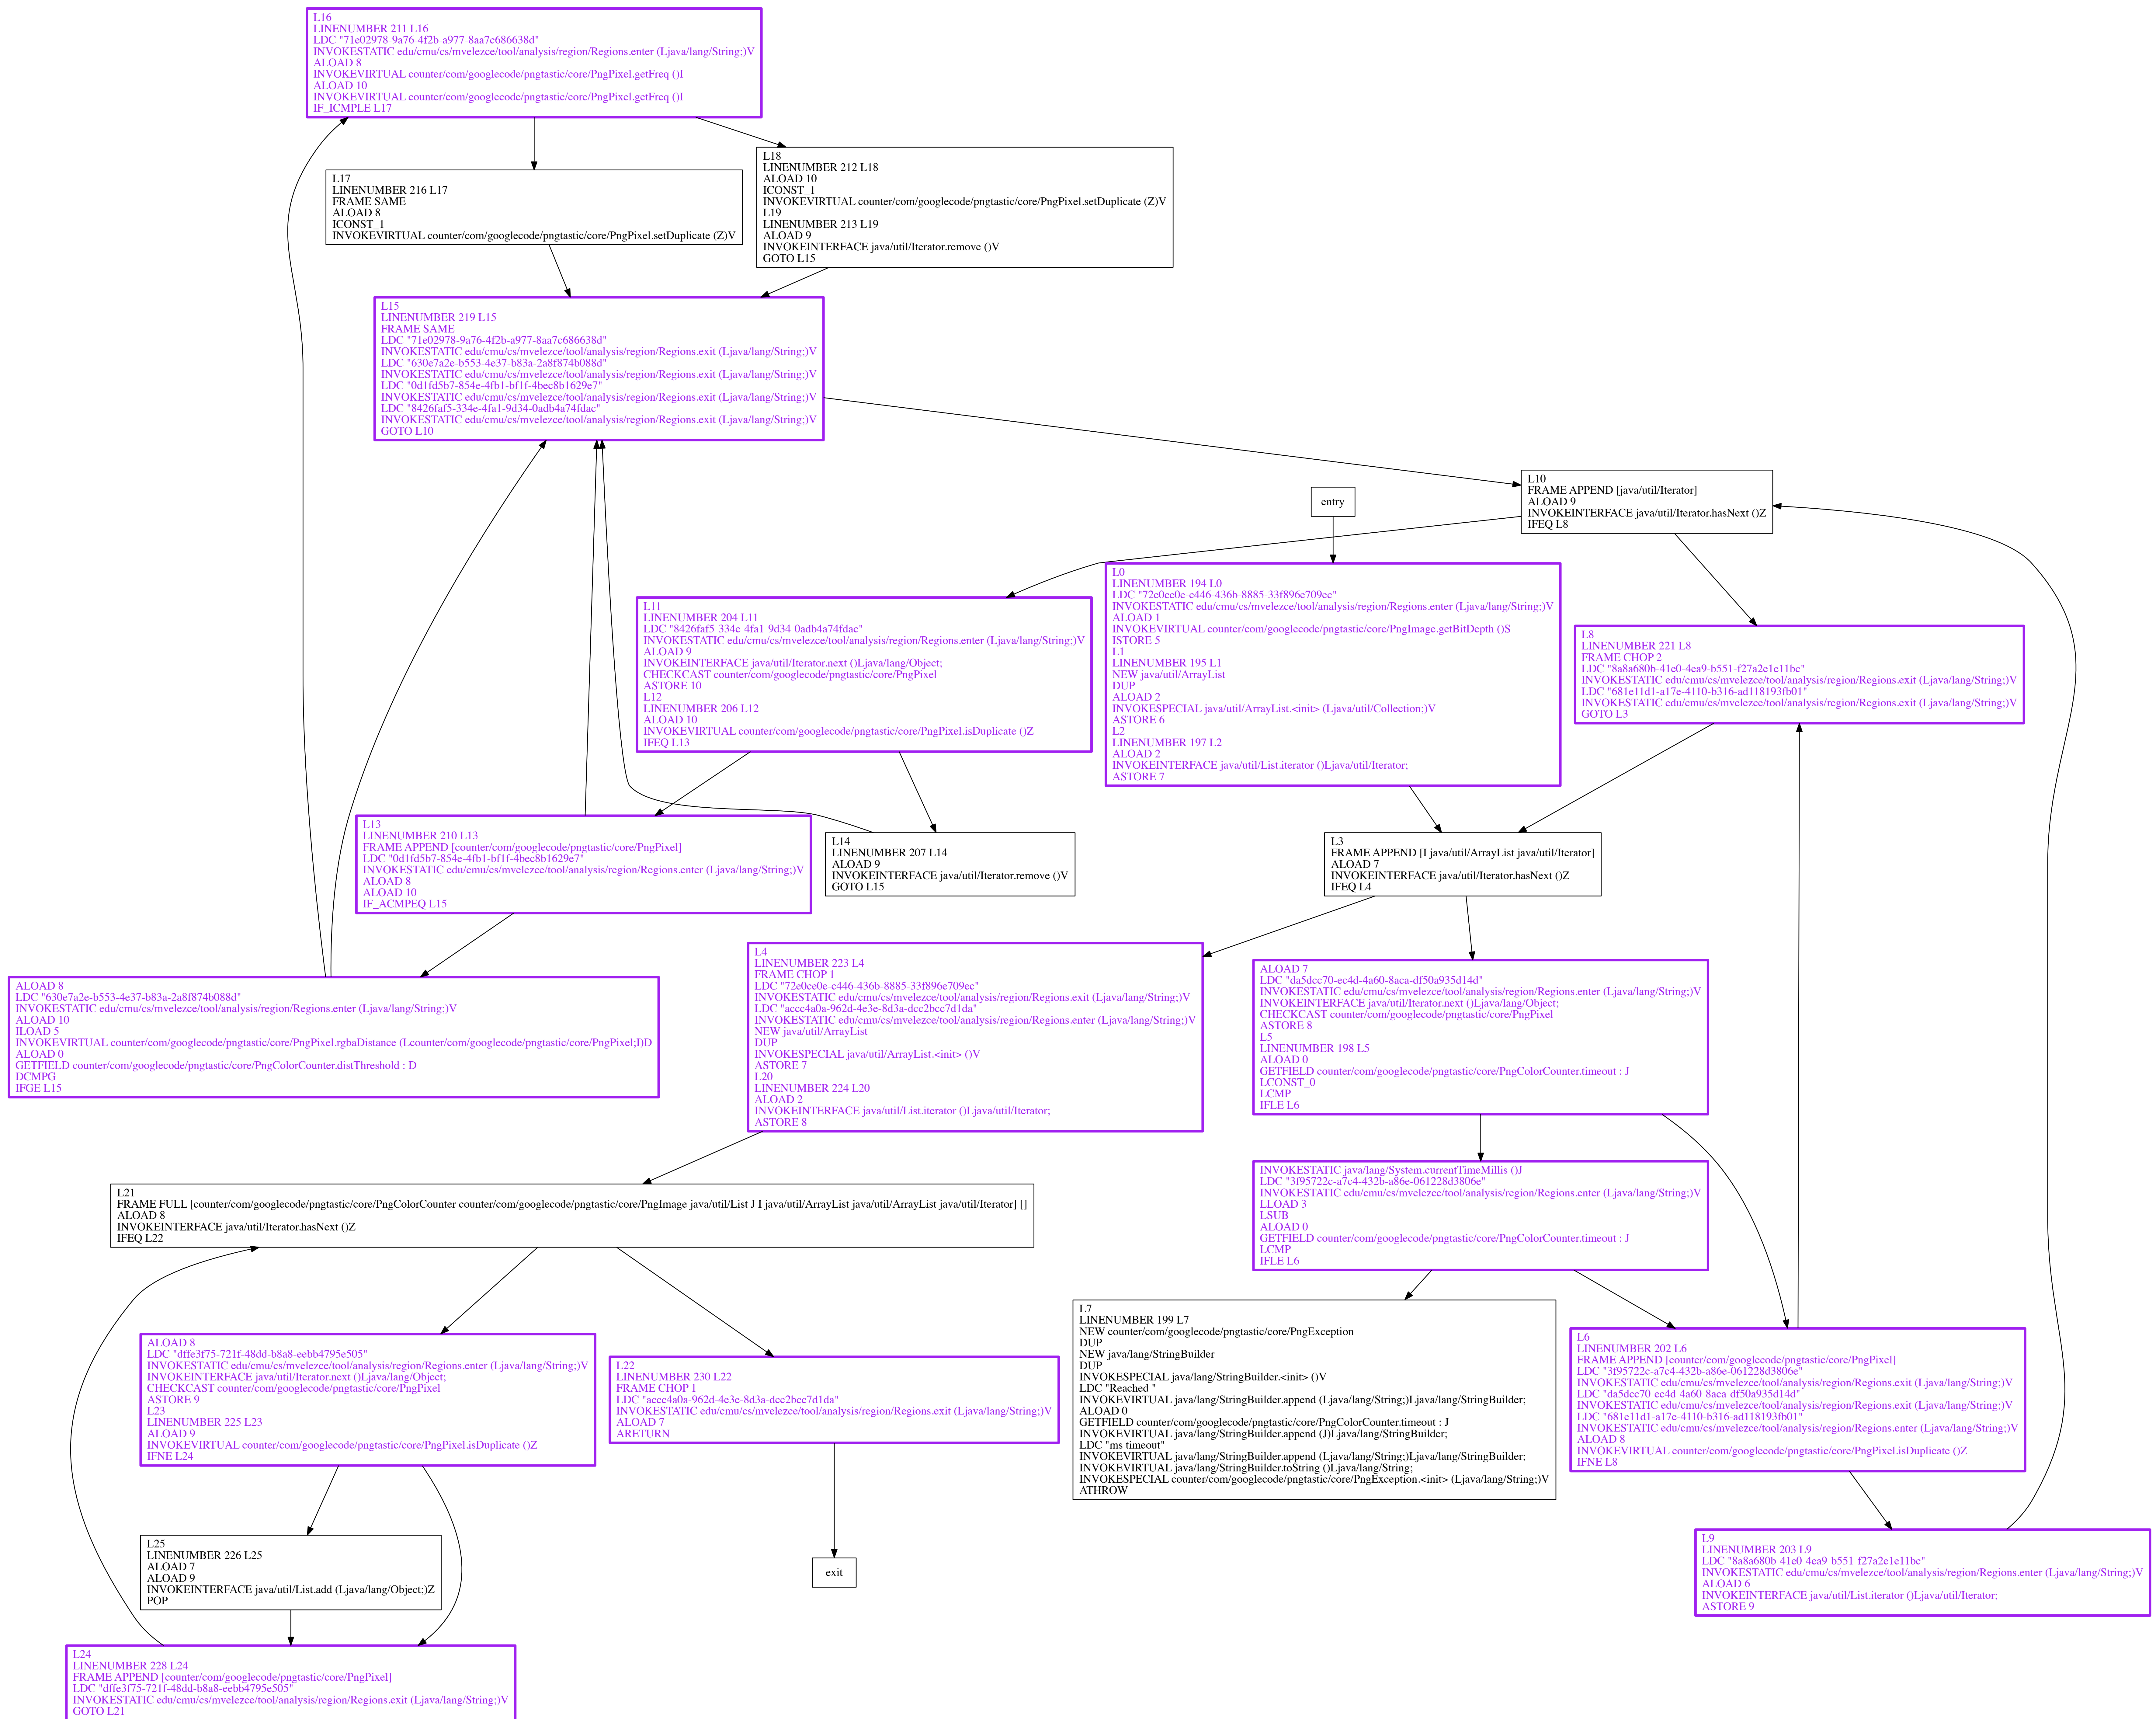 L16
LINENUMBER 211 L16
LDC "71e02978-9a76-4f2b-a977-8aa7c686638d"
INVOKESTATIC edu/cmu/cs/mvelezce/tool/analysis/region/Regions.enter (Ljava/lang/String;)V
ALOAD 8
INVOKEVIRTUAL counter/com/googlecode/pngtastic/core/PngPixel.getFreq ()I
ALOAD 10
INVOKEVIRTUAL counter/com/googlecode/pngtastic/core/PngPixel.getFreq ()I
IF_ICMPLE L17
L18
LINENUMBER 212 L18
ALOAD 10
ICONST_1
INVOKEVIRTUAL counter/com/googlecode/pngtastic/core/PngPixel.setDuplicate (Z)V
L19
LINENUMBER 213 L19
ALOAD 9
INVOKEINTERFACE java/util/Iterator.remove ()V
GOTO L15
L17
LINENUMBER 216 L17
FRAME SAME
ALOAD 8
ICONST_1
INVOKEVIRTUAL counter/com/googlecode/pngtastic/core/PngPixel.setDuplicate (Z)V
L15
LINENUMBER 219 L15
FRAME SAME
LDC "71e02978-9a76-4f2b-a977-8aa7c686638d"
INVOKESTATIC edu/cmu/cs/mvelezce/tool/analysis/region/Regions.exit (Ljava/lang/String;)V
LDC "630e7a2e-b553-4e37-b83a-2a8f874b088d"
INVOKESTATIC edu/cmu/cs/mvelezce/tool/analysis/region/Regions.exit (Ljava/lang/String;)V
LDC "0d1fd5b7-854e-4fb1-bf1f-4bec8b1629e7"
INVOKESTATIC edu/cmu/cs/mvelezce/tool/analysis/region/Regions.exit (Ljava/lang/String;)V
LDC "8426faf5-334e-4fa1-9d34-0adb4a74fdac"
INVOKESTATIC edu/cmu/cs/mvelezce/tool/analysis/region/Regions.exit (Ljava/lang/String;)V
GOTO L10
L10
FRAME APPEND [java/util/Iterator]
ALOAD 9
INVOKEINTERFACE java/util/Iterator.hasNext ()Z
IFEQ L8
entry
L0
LINENUMBER 194 L0
LDC "72e0ce0e-c446-436b-8885-33f896e709ec"
INVOKESTATIC edu/cmu/cs/mvelezce/tool/analysis/region/Regions.enter (Ljava/lang/String;)V
ALOAD 1
INVOKEVIRTUAL counter/com/googlecode/pngtastic/core/PngImage.getBitDepth ()S
ISTORE 5
L1
LINENUMBER 195 L1
NEW java/util/ArrayList
DUP
ALOAD 2
INVOKESPECIAL java/util/ArrayList.<init> (Ljava/util/Collection;)V
ASTORE 6
L2
LINENUMBER 197 L2
ALOAD 2
INVOKEINTERFACE java/util/List.iterator ()Ljava/util/Iterator;
ASTORE 7
L11
LINENUMBER 204 L11
LDC "8426faf5-334e-4fa1-9d34-0adb4a74fdac"
INVOKESTATIC edu/cmu/cs/mvelezce/tool/analysis/region/Regions.enter (Ljava/lang/String;)V
ALOAD 9
INVOKEINTERFACE java/util/Iterator.next ()Ljava/lang/Object;
CHECKCAST counter/com/googlecode/pngtastic/core/PngPixel
ASTORE 10
L12
LINENUMBER 206 L12
ALOAD 10
INVOKEVIRTUAL counter/com/googlecode/pngtastic/core/PngPixel.isDuplicate ()Z
IFEQ L13
L8
LINENUMBER 221 L8
FRAME CHOP 2
LDC "8a8a680b-41e0-4ea9-b551-f27a2e1e11bc"
INVOKESTATIC edu/cmu/cs/mvelezce/tool/analysis/region/Regions.exit (Ljava/lang/String;)V
LDC "681e11d1-a17e-4110-b316-ad118193fb01"
INVOKESTATIC edu/cmu/cs/mvelezce/tool/analysis/region/Regions.exit (Ljava/lang/String;)V
GOTO L3
L13
LINENUMBER 210 L13
FRAME APPEND [counter/com/googlecode/pngtastic/core/PngPixel]
LDC "0d1fd5b7-854e-4fb1-bf1f-4bec8b1629e7"
INVOKESTATIC edu/cmu/cs/mvelezce/tool/analysis/region/Regions.enter (Ljava/lang/String;)V
ALOAD 8
ALOAD 10
IF_ACMPEQ L15
L14
LINENUMBER 207 L14
ALOAD 9
INVOKEINTERFACE java/util/Iterator.remove ()V
GOTO L15
L3
FRAME APPEND [I java/util/ArrayList java/util/Iterator]
ALOAD 7
INVOKEINTERFACE java/util/Iterator.hasNext ()Z
IFEQ L4
ALOAD 8
LDC "630e7a2e-b553-4e37-b83a-2a8f874b088d"
INVOKESTATIC edu/cmu/cs/mvelezce/tool/analysis/region/Regions.enter (Ljava/lang/String;)V
ALOAD 10
ILOAD 5
INVOKEVIRTUAL counter/com/googlecode/pngtastic/core/PngPixel.rgbaDistance (Lcounter/com/googlecode/pngtastic/core/PngPixel;I)D
ALOAD 0
GETFIELD counter/com/googlecode/pngtastic/core/PngColorCounter.distThreshold : D
DCMPG
IFGE L15
L4
LINENUMBER 223 L4
FRAME CHOP 1
LDC "72e0ce0e-c446-436b-8885-33f896e709ec"
INVOKESTATIC edu/cmu/cs/mvelezce/tool/analysis/region/Regions.exit (Ljava/lang/String;)V
LDC "accc4a0a-962d-4e3e-8d3a-dcc2bcc7d1da"
INVOKESTATIC edu/cmu/cs/mvelezce/tool/analysis/region/Regions.enter (Ljava/lang/String;)V
NEW java/util/ArrayList
DUP
INVOKESPECIAL java/util/ArrayList.<init> ()V
ASTORE 7
L20
LINENUMBER 224 L20
ALOAD 2
INVOKEINTERFACE java/util/List.iterator ()Ljava/util/Iterator;
ASTORE 8
ALOAD 7
LDC "da5dcc70-ec4d-4a60-8aca-df50a935d14d"
INVOKESTATIC edu/cmu/cs/mvelezce/tool/analysis/region/Regions.enter (Ljava/lang/String;)V
INVOKEINTERFACE java/util/Iterator.next ()Ljava/lang/Object;
CHECKCAST counter/com/googlecode/pngtastic/core/PngPixel
ASTORE 8
L5
LINENUMBER 198 L5
ALOAD 0
GETFIELD counter/com/googlecode/pngtastic/core/PngColorCounter.timeout : J
LCONST_0
LCMP
IFLE L6
INVOKESTATIC java/lang/System.currentTimeMillis ()J
LDC "3f95722c-a7c4-432b-a86e-061228d3806e"
INVOKESTATIC edu/cmu/cs/mvelezce/tool/analysis/region/Regions.enter (Ljava/lang/String;)V
LLOAD 3
LSUB
ALOAD 0
GETFIELD counter/com/googlecode/pngtastic/core/PngColorCounter.timeout : J
LCMP
IFLE L6
L21
FRAME FULL [counter/com/googlecode/pngtastic/core/PngColorCounter counter/com/googlecode/pngtastic/core/PngImage java/util/List J I java/util/ArrayList java/util/ArrayList java/util/Iterator] []
ALOAD 8
INVOKEINTERFACE java/util/Iterator.hasNext ()Z
IFEQ L22
L7
LINENUMBER 199 L7
NEW counter/com/googlecode/pngtastic/core/PngException
DUP
NEW java/lang/StringBuilder
DUP
INVOKESPECIAL java/lang/StringBuilder.<init> ()V
LDC "Reached "
INVOKEVIRTUAL java/lang/StringBuilder.append (Ljava/lang/String;)Ljava/lang/StringBuilder;
ALOAD 0
GETFIELD counter/com/googlecode/pngtastic/core/PngColorCounter.timeout : J
INVOKEVIRTUAL java/lang/StringBuilder.append (J)Ljava/lang/StringBuilder;
LDC "ms timeout"
INVOKEVIRTUAL java/lang/StringBuilder.append (Ljava/lang/String;)Ljava/lang/StringBuilder;
INVOKEVIRTUAL java/lang/StringBuilder.toString ()Ljava/lang/String;
INVOKESPECIAL counter/com/googlecode/pngtastic/core/PngException.<init> (Ljava/lang/String;)V
ATHROW
L6
LINENUMBER 202 L6
FRAME APPEND [counter/com/googlecode/pngtastic/core/PngPixel]
LDC "3f95722c-a7c4-432b-a86e-061228d3806e"
INVOKESTATIC edu/cmu/cs/mvelezce/tool/analysis/region/Regions.exit (Ljava/lang/String;)V
LDC "da5dcc70-ec4d-4a60-8aca-df50a935d14d"
INVOKESTATIC edu/cmu/cs/mvelezce/tool/analysis/region/Regions.exit (Ljava/lang/String;)V
LDC "681e11d1-a17e-4110-b316-ad118193fb01"
INVOKESTATIC edu/cmu/cs/mvelezce/tool/analysis/region/Regions.enter (Ljava/lang/String;)V
ALOAD 8
INVOKEVIRTUAL counter/com/googlecode/pngtastic/core/PngPixel.isDuplicate ()Z
IFNE L8
ALOAD 8
LDC "dffe3f75-721f-48dd-b8a8-eebb4795e505"
INVOKESTATIC edu/cmu/cs/mvelezce/tool/analysis/region/Regions.enter (Ljava/lang/String;)V
INVOKEINTERFACE java/util/Iterator.next ()Ljava/lang/Object;
CHECKCAST counter/com/googlecode/pngtastic/core/PngPixel
ASTORE 9
L23
LINENUMBER 225 L23
ALOAD 9
INVOKEVIRTUAL counter/com/googlecode/pngtastic/core/PngPixel.isDuplicate ()Z
IFNE L24
L22
LINENUMBER 230 L22
FRAME CHOP 1
LDC "accc4a0a-962d-4e3e-8d3a-dcc2bcc7d1da"
INVOKESTATIC edu/cmu/cs/mvelezce/tool/analysis/region/Regions.exit (Ljava/lang/String;)V
ALOAD 7
ARETURN
L25
LINENUMBER 226 L25
ALOAD 7
ALOAD 9
INVOKEINTERFACE java/util/List.add (Ljava/lang/Object;)Z
POP
exit
L9
LINENUMBER 203 L9
LDC "8a8a680b-41e0-4ea9-b551-f27a2e1e11bc"
INVOKESTATIC edu/cmu/cs/mvelezce/tool/analysis/region/Regions.enter (Ljava/lang/String;)V
ALOAD 6
INVOKEINTERFACE java/util/List.iterator ()Ljava/util/Iterator;
ASTORE 9
L24
LINENUMBER 228 L24
FRAME APPEND [counter/com/googlecode/pngtastic/core/PngPixel]
LDC "dffe3f75-721f-48dd-b8a8-eebb4795e505"
INVOKESTATIC edu/cmu/cs/mvelezce/tool/analysis/region/Regions.exit (Ljava/lang/String;)V
GOTO L21